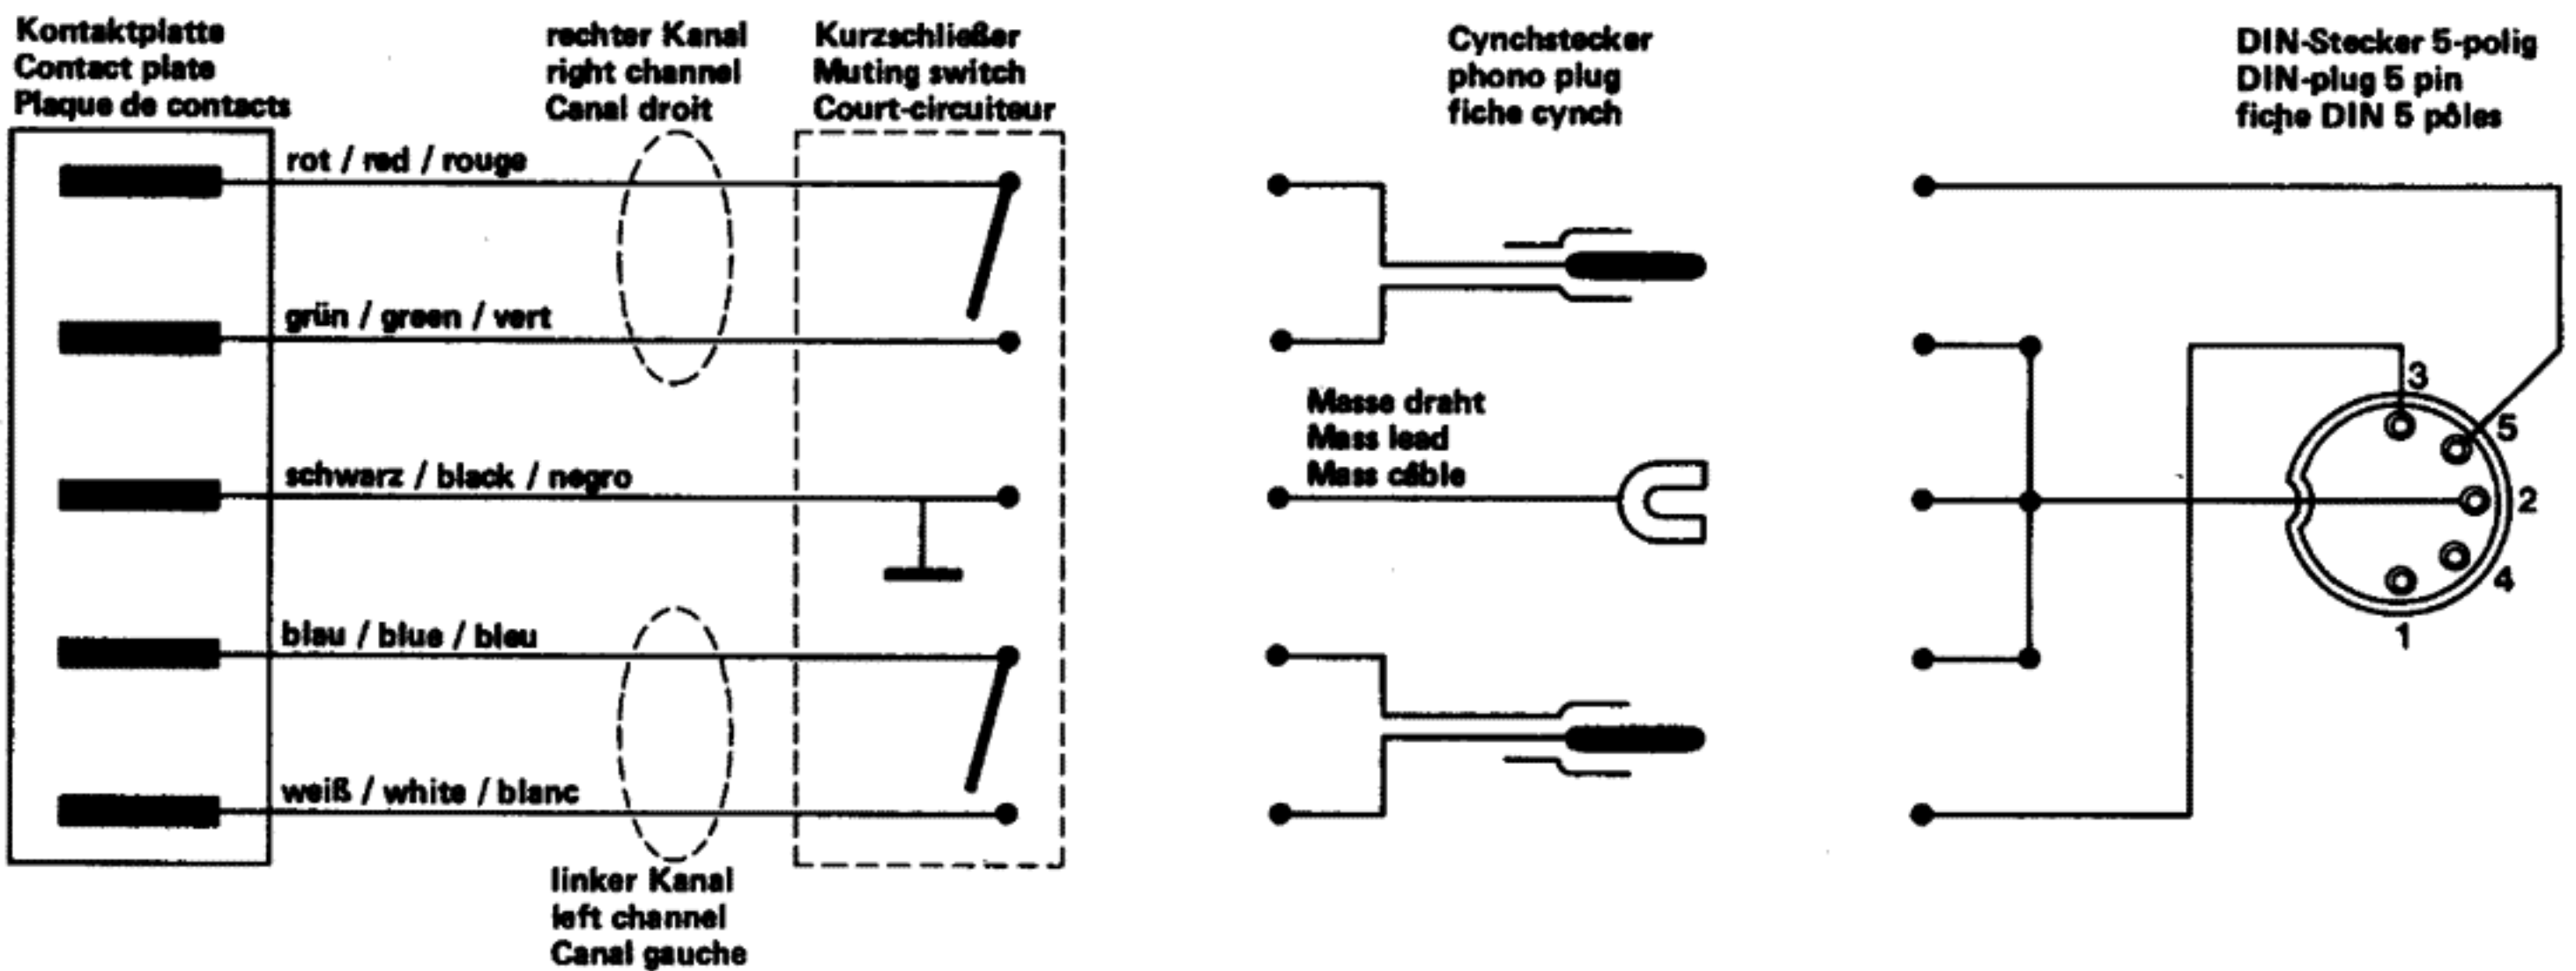 Kontaktplatte
Contact plate
Plaque de contacts
rechter Kanal
right channel
Canal droit
Kurzschließer
Muting switch
Court-circuiteur
Cynchstecker
phono plug
fiche cynch
DIN-Stecker 5-polig
DIN-plug 5 pin
fiche DIN 5 pôles
rot / red / rouge
grün / green / vert
schwarz / black / negro
blau / blue / bleu
weiß / white / blanc
linker Kanal
left channel
Canal gauche
Masse draht
Mass lead
Mass câble
3
5
2
4
1